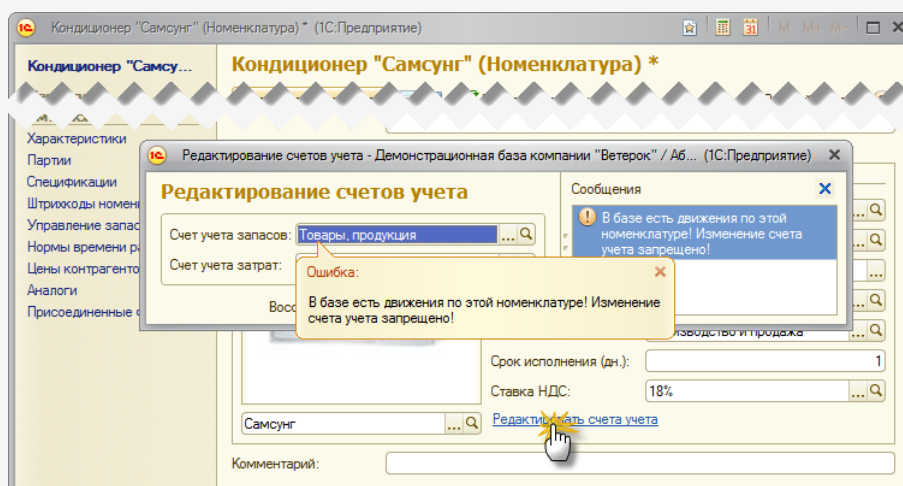 Кондиционер "Самсунг" (Номенклатура) * (1С:Предприятие)
M M+ M-
Кондиционер "Самсу...
Кондиционер "Самсунг" (Номенклатура) *
Характеристики
Партии
Спецификации
Штрихкоды номен
Управление запас
Нормы времени р
Цены контрагенто
Аналоги
Присоединенные
Редактирование счетов учета - Демонстрационная база компании "Ветерок" / Аб... (1С:Предприятие)
Редактирование счетов учета
Счет учета запасов: Товары, продукция ...
Счет учета затрат:
Восс
Сообщения
В базе есть движения по этой
номенклатуре! Изменение счета
учета запрещено!
Ошибка:
В базе есть движения по этой номенклатуре! Изменение
счета учета запрещено!
изводство и продажа ...
Срок исполнения (дн.): 1
Ставка НДС: 18% ...
Самсунг ...
Редактировать счета учета
Комментарий: